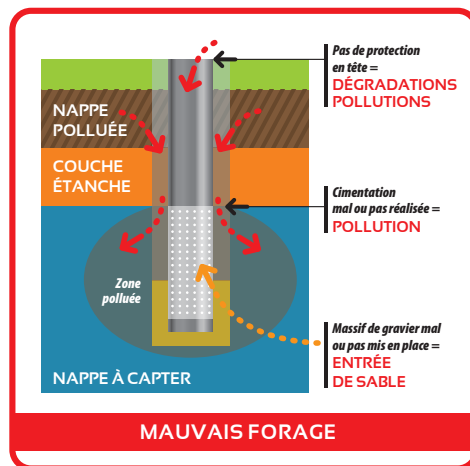 Pas de protection
en tête =
DÉGRADATIONS
POLLUTIONS
NAPPE
POLLUÉE
COUCHE
ÉTANCHE
Cimentation
mal ou pas réalisée =
POLLUTION
Zone
polluée
Massif de gravier mal
ou pas mis en place =
ENTRÉE
DE SABLE
NAPPE À CAPTER
MAUVAIS FORAGE